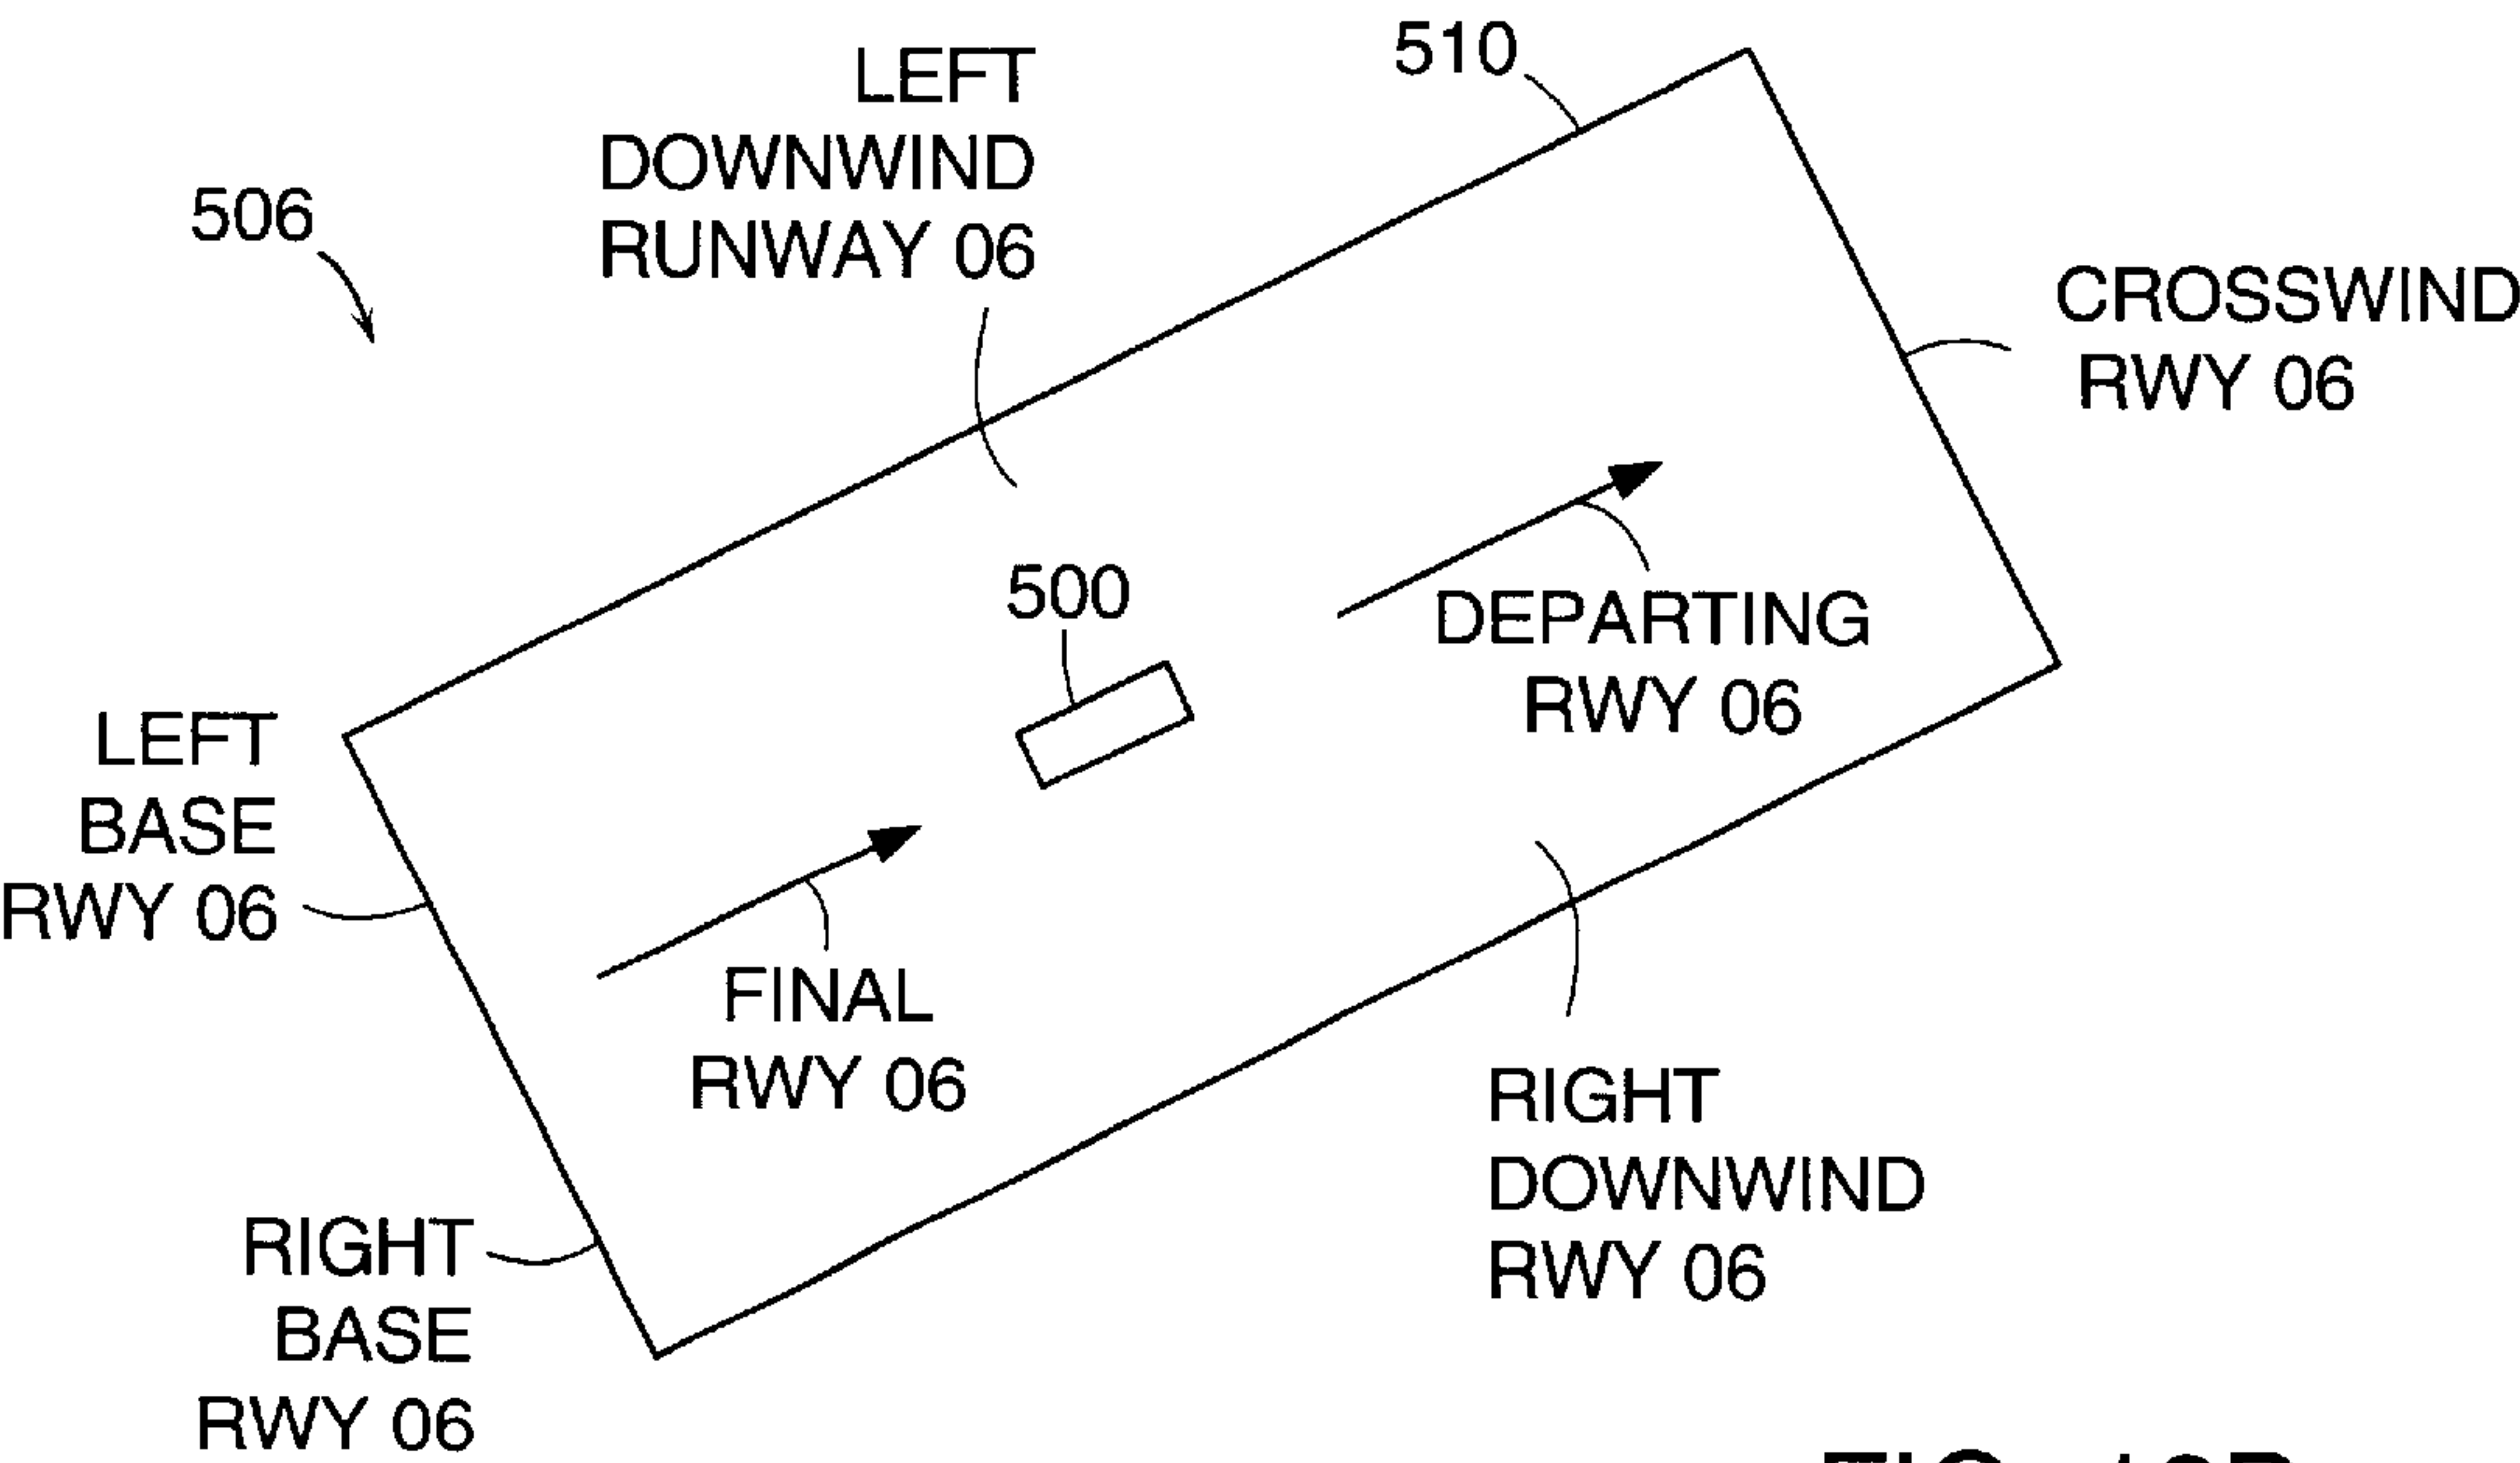 510
LEFT
DOWNWIND
RUNWAY 06
506
CROSSWIND
RWY 06
500
DEPARTING
RWY 06
LEFT
BASE
RWY 06
FINAL
RWY 06
RIGHT
DOWNWIND
RWY 06
RIGHT
BASE
RWY 06